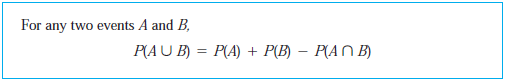 For any two events A and B,
P(A ∪ B) = P(A) + P(B) − P(A ∩ B)